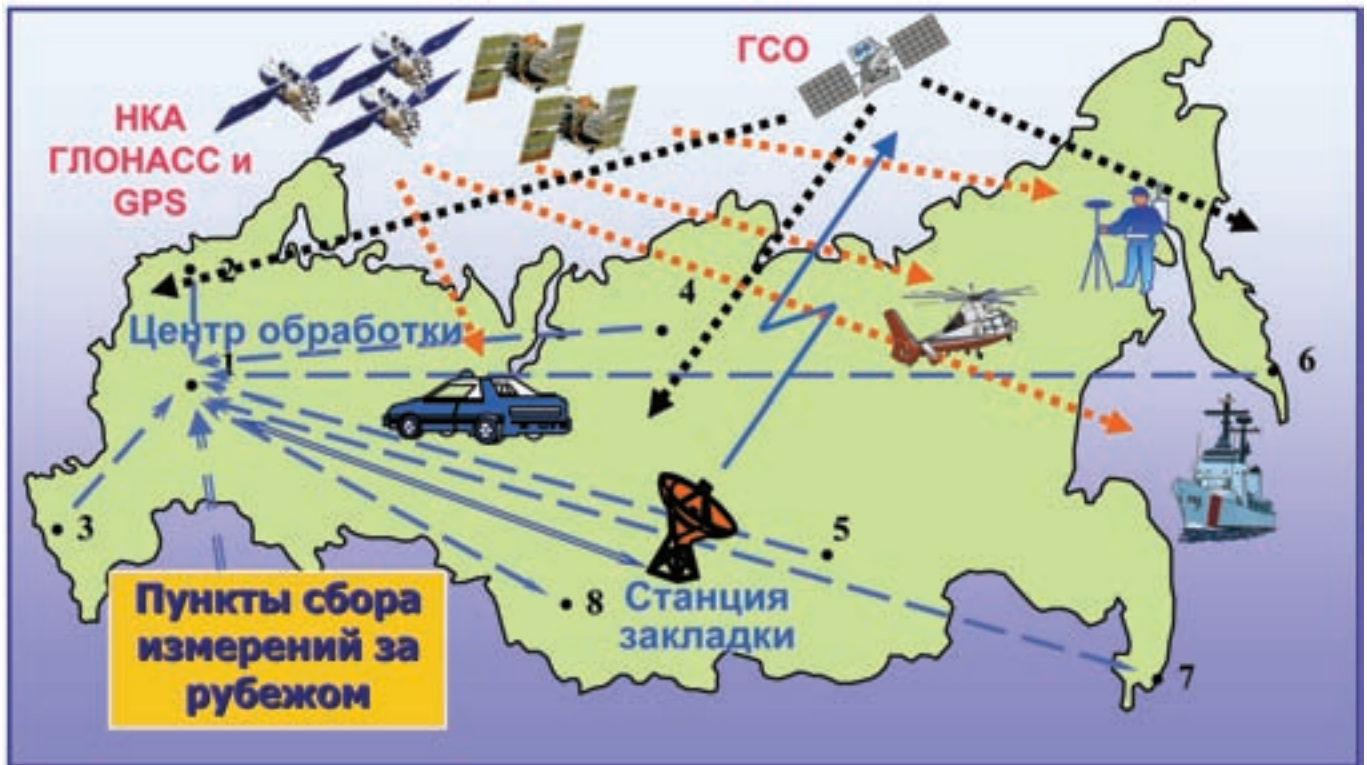 ГСО
НКА
ГЛОНАСС и
GPS
2
4
Центр обработки
1
6
3
5
Пункты сбора
измерений за
рубежом
8
Станция
закладки
7